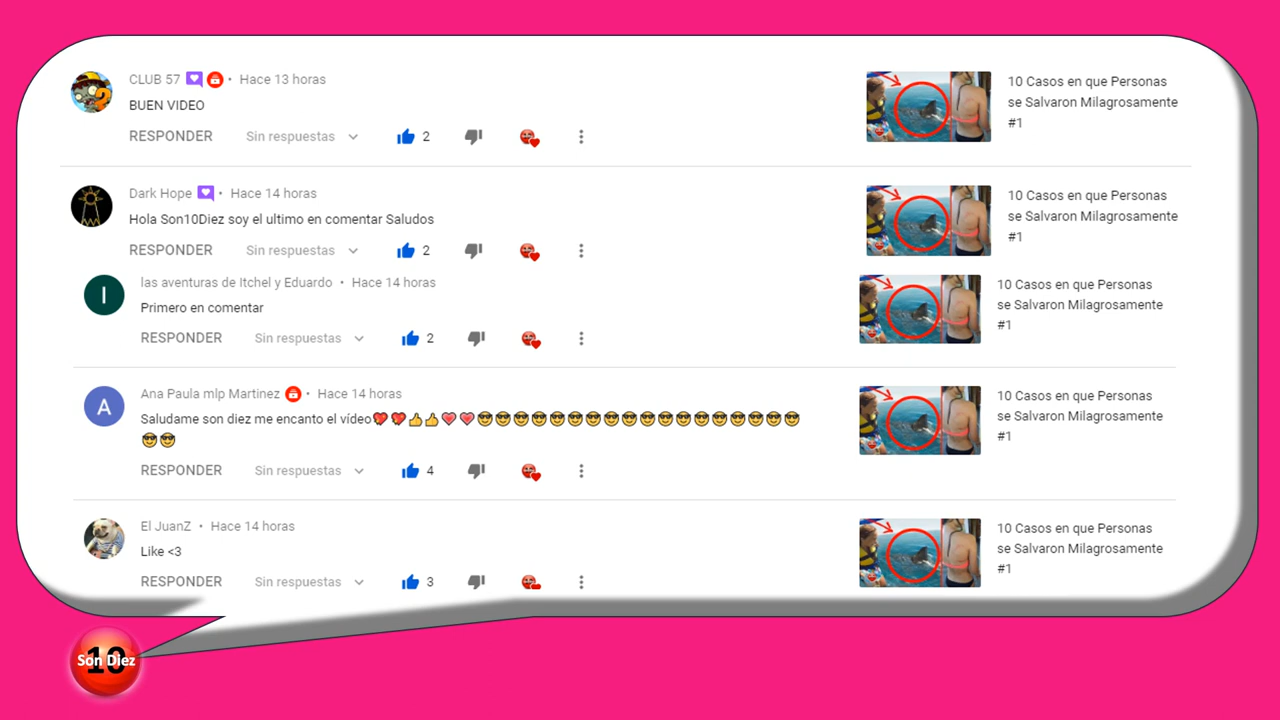 CLUB 57 • Hace 13 horas
BUEN VIDEO
RESPONDER Sin respuestas 2
10 Casos en que Personas
se Salvaron Milagrosamente
#1
Dark Hope • Hace 14 horas
Hola Son10Diez soy el ultimo en comentar Saludos
RESPONDER Sin respuestas 2
10 Casos en que Personas
se Salvaron Milagrosamente
#1
I
las aventuras de Itchel y Eduardo • Hace 14 horas
Primero en comentar
RESPONDER Sin respuestas 2
10 Casos en que Personas
se Salvaron Milagrosamente
#1
A
Ana Paula mlp Martinez • Hace 14 horas
Saludame son diez me encanto el vídeo💖💖👍👍💗💗😎😎😎😎😎😎😎😎😎😎😎😎😎😎😎😎😎😎
😎😎
RESPONDER Sin respuestas 4
10 Casos en que Personas
se Salvaron Milagrosamente
#1
El JuanZ • Hace 14 horas
Like <3
RESPONDER Sin respuestas 3
10 Casos en que Personas
se Salvaron Milagrosamente
#1
10
Son Diez